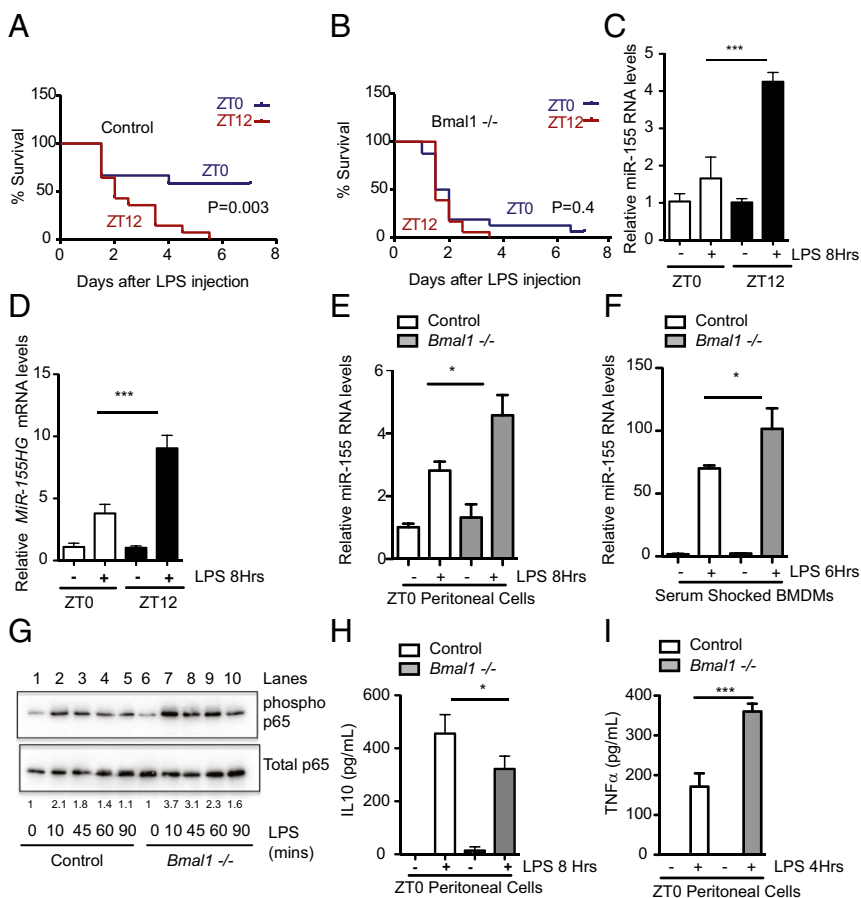 A
150
100
50
0
% Survival
Control
ZT0
ZT12
ZT0
ZT12
P=0.003
0 2 4 6 8
Days after LPS injection
B
150
100
50
0
% Survival
Bmal1 -/-
ZT0
ZT12
ZT0
ZT12
P=0.4
0 2 4 6 8
Days after LPS injection
C
Relative miR-155 RNA levels
5
4
3
2
1
0
***
- + - + LPS 8Hrs
ZT0 ZT12
D
Relative MiR-155HG mRNA levels
15
10
5
0
***
- + - + LPS 8Hrs
ZT0 ZT12
E
Control
Bmal1 -/-
Relative miR-155 RNA levels
6
4
2
0
*
- + - + LPS 8Hrs
ZT0 Peritoneal Cells
F
Control
Bmal1 -/-
Relative miR-155 RNA levels
150
100
50
0
*
- + - + LPS 6Hrs
Serum Shocked BMDMs
G
1 2 3 4 5 6 7 8 9 10 Lanes
phospho
p65
Total p65
1 2.1 1.8 1.4 1.1 1 3.7 3.1 2.3 1.6
0 10 45 60 90 0 10 45 60 90 LPS
(mins)
Control Bmal1 -/-
H
Control
Bmal1 -/-
IL10 (pg/mL)
600
400
200
0
*
- + - + LPS 8 Hrs
ZT0 Peritoneal Cells
I
Control
Bmal1 -/-
TNFα (pg/mL)
400
300
200
100
0
***
- + - + LPS 4Hrs
ZT0 Peritoneal Cells